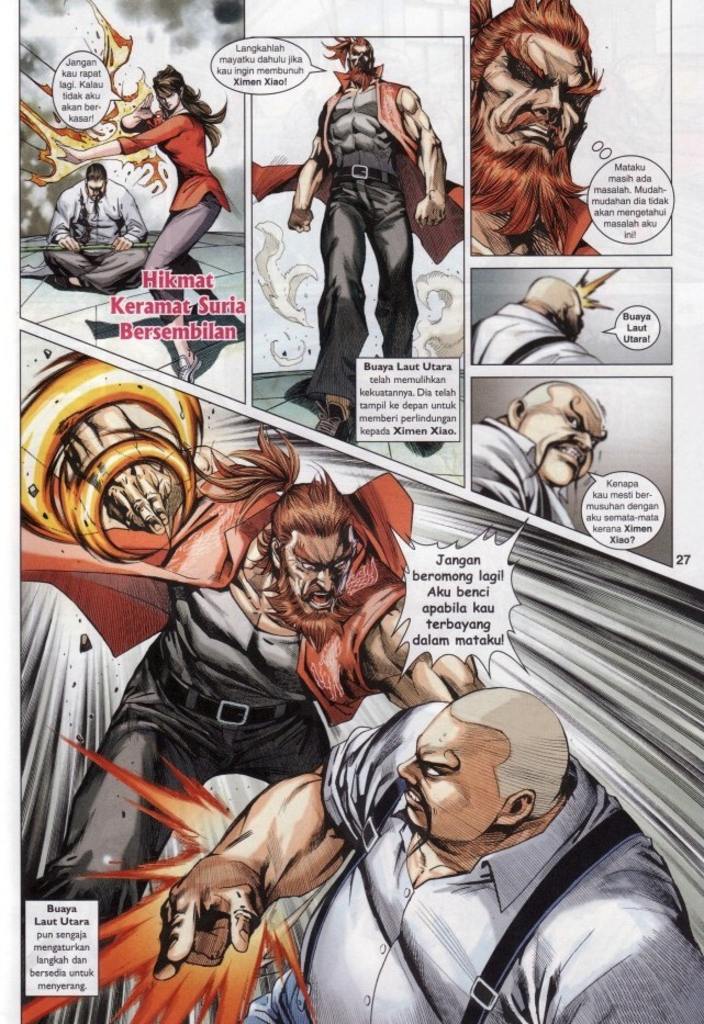 Jangan
kau rapat
lagi. Kalau
tidak aku
akan ber-
kasar!
Hikmat
Keramat Suria
Bersembilan
Langkahlah
mayatku dahulu jika
kau ingin membunuh
Ximen Xiao!
Buaya Laut Utara
telah memulihkan
kekuatannya. Dia telah
tampil ke depan untuk
memberi perlindungan
kepada Ximen Xiao.
Mataku
masih ada
masalah. Mudah-
mudahan dia tidak
akan mengetahui
masalah aku
ini!
Buaya
Laut
Utara!
Kenapa
kau mesti ber-
musuhan dengan
aku semata-mata
kerana Ximen
Xiao?
27
Jangan
beromong lagi!
Aku benci
apabila kau
terbayang
dalam mataku!
Buaya
Laut Utara
pun sengaja
mengaturkan
langkah dan
bersedia untuk
menyerang.